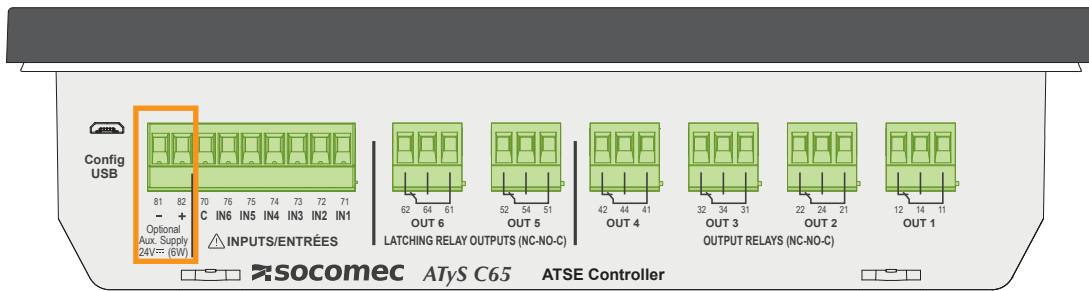 Config
USB
81 82 70 76 75 74 73 72 71
− + C IN6 IN5 IN4 IN3 IN2 IN1
Optional
Aux. Supply
24V⎓ (6W)
INPUTS/ENTRÉES
62 64 61
OUT 6
52 54 51
OUT 5
LATCHING RELAY OUTPUTS (NC-NO-C)
42 44 41
OUT 4
32 34 31
OUT 3
22 24 21
OUT 2
12 14 11
OUT 1
OUTPUT RELAYS (NC-NO-C)
socomec ATyS C65 ATSE Controller